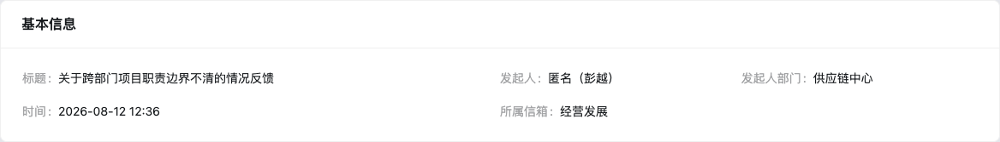 基本信息
标题：关于跨部门项目职责边界不清的情况反馈 发起人：匿名（彭越） 发起人部门：供应链中心
时间：2026-08-12 12:36 所属信箱：经营发展